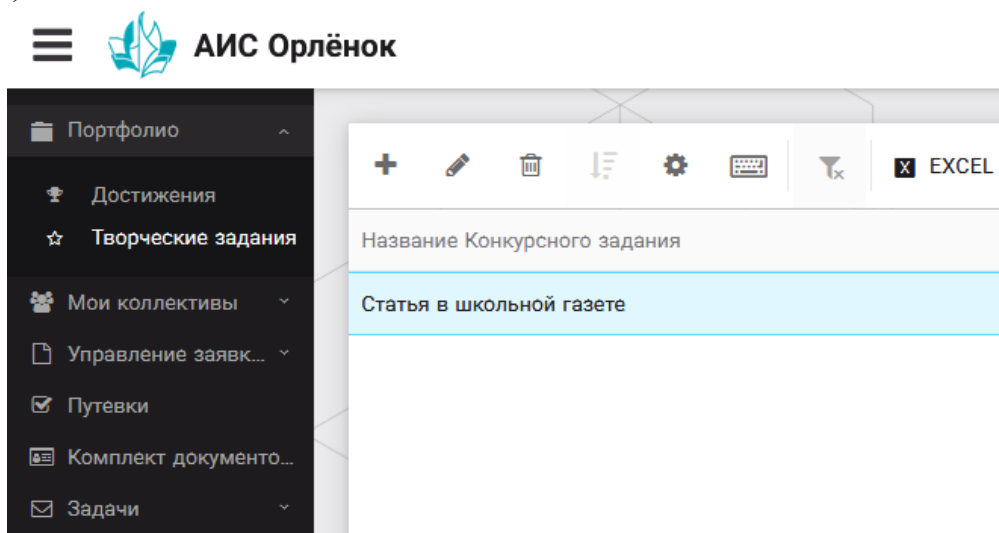 АИС Орлёнок
Портфолио
Достижения
Творческие задания
Мои коллективы
Управление заявк...
Путевки
Комплект документо...
Задачи
X EXCEL
Название Конкурсного задания
Статья в школьной газете